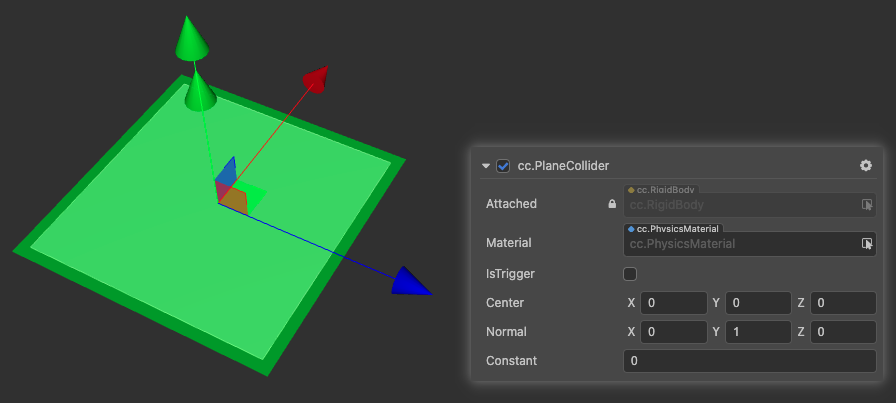 cc.PlaneCollider
Attached
cc.RigidBody
cc.RigidBody
Material
cc.PhysicsMaterial
cc.PhysicsMaterial
IsTrigger
Center X 0 Y 0 Z 0
Normal X 0 Y 1 Z 0
Constant 0